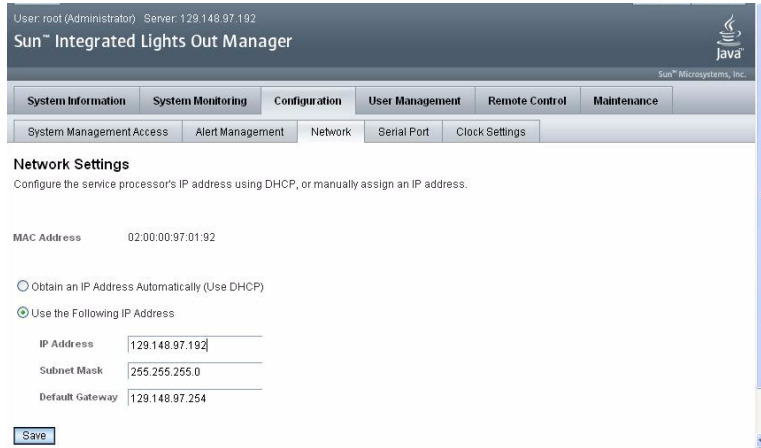 User: root (Administrator) Server: 129.148.97.192
Sun™ Integrated Lights Out Manager
Java™
Sun™ Microsystems, Inc.
System Information System Monitoring Configuration User Management Remote Control Maintenance
System Management Access Alert Management Network Serial Port Clock Settings
Network Settings
Configure the service processor's IP address using DHCP, or manually assign an IP address.
MAC Address 02:00:00:97:01:92
Obtain an IP Address Automatically (Use DHCP)
Use the Following IP Address
IP Address 129.148.97.192
Subnet Mask 255.255.255.0
Default Gateway 129.148.97.254
Save